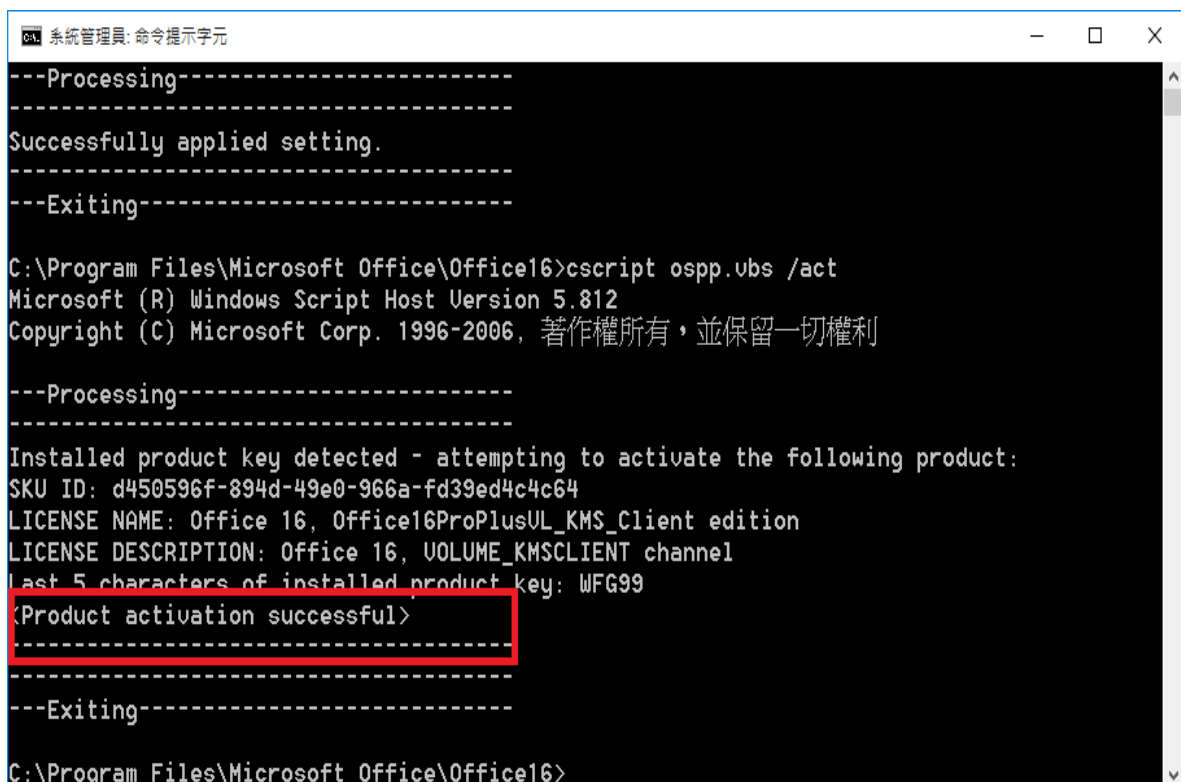 系統管理員: 命令提示字元
---Processing--------------------------
---------------------------------------
Successfully applied setting.
---------------------------------------
---Exiting-----------------------------
C:\Program Files\Microsoft Office\Office16>cscript ospp.vbs /act
Microsoft (R) Windows Script Host Version 5.812
Copyright (C) Microsoft Corp. 1996-2006, 著作權所有，並保留一切權利
---Processing--------------------------
---------------------------------------
Installed product key detected - attempting to activate the following product:
SKU ID: d450596f-894d-49e0-966a-fd39ed4c4c64
LICENSE NAME: Office 16, Office16ProPlusVL_KMS_Client edition
LICENSE DESCRIPTION: Office 16, VOLUME_KMSCLIENT channel
Last 5 characters of installed product key: WFG99
<Product activation successful>
---------------------------------------
---------------------------------------
---Exiting-----------------------------
C:\Program Files\Microsoft Office\Office16>